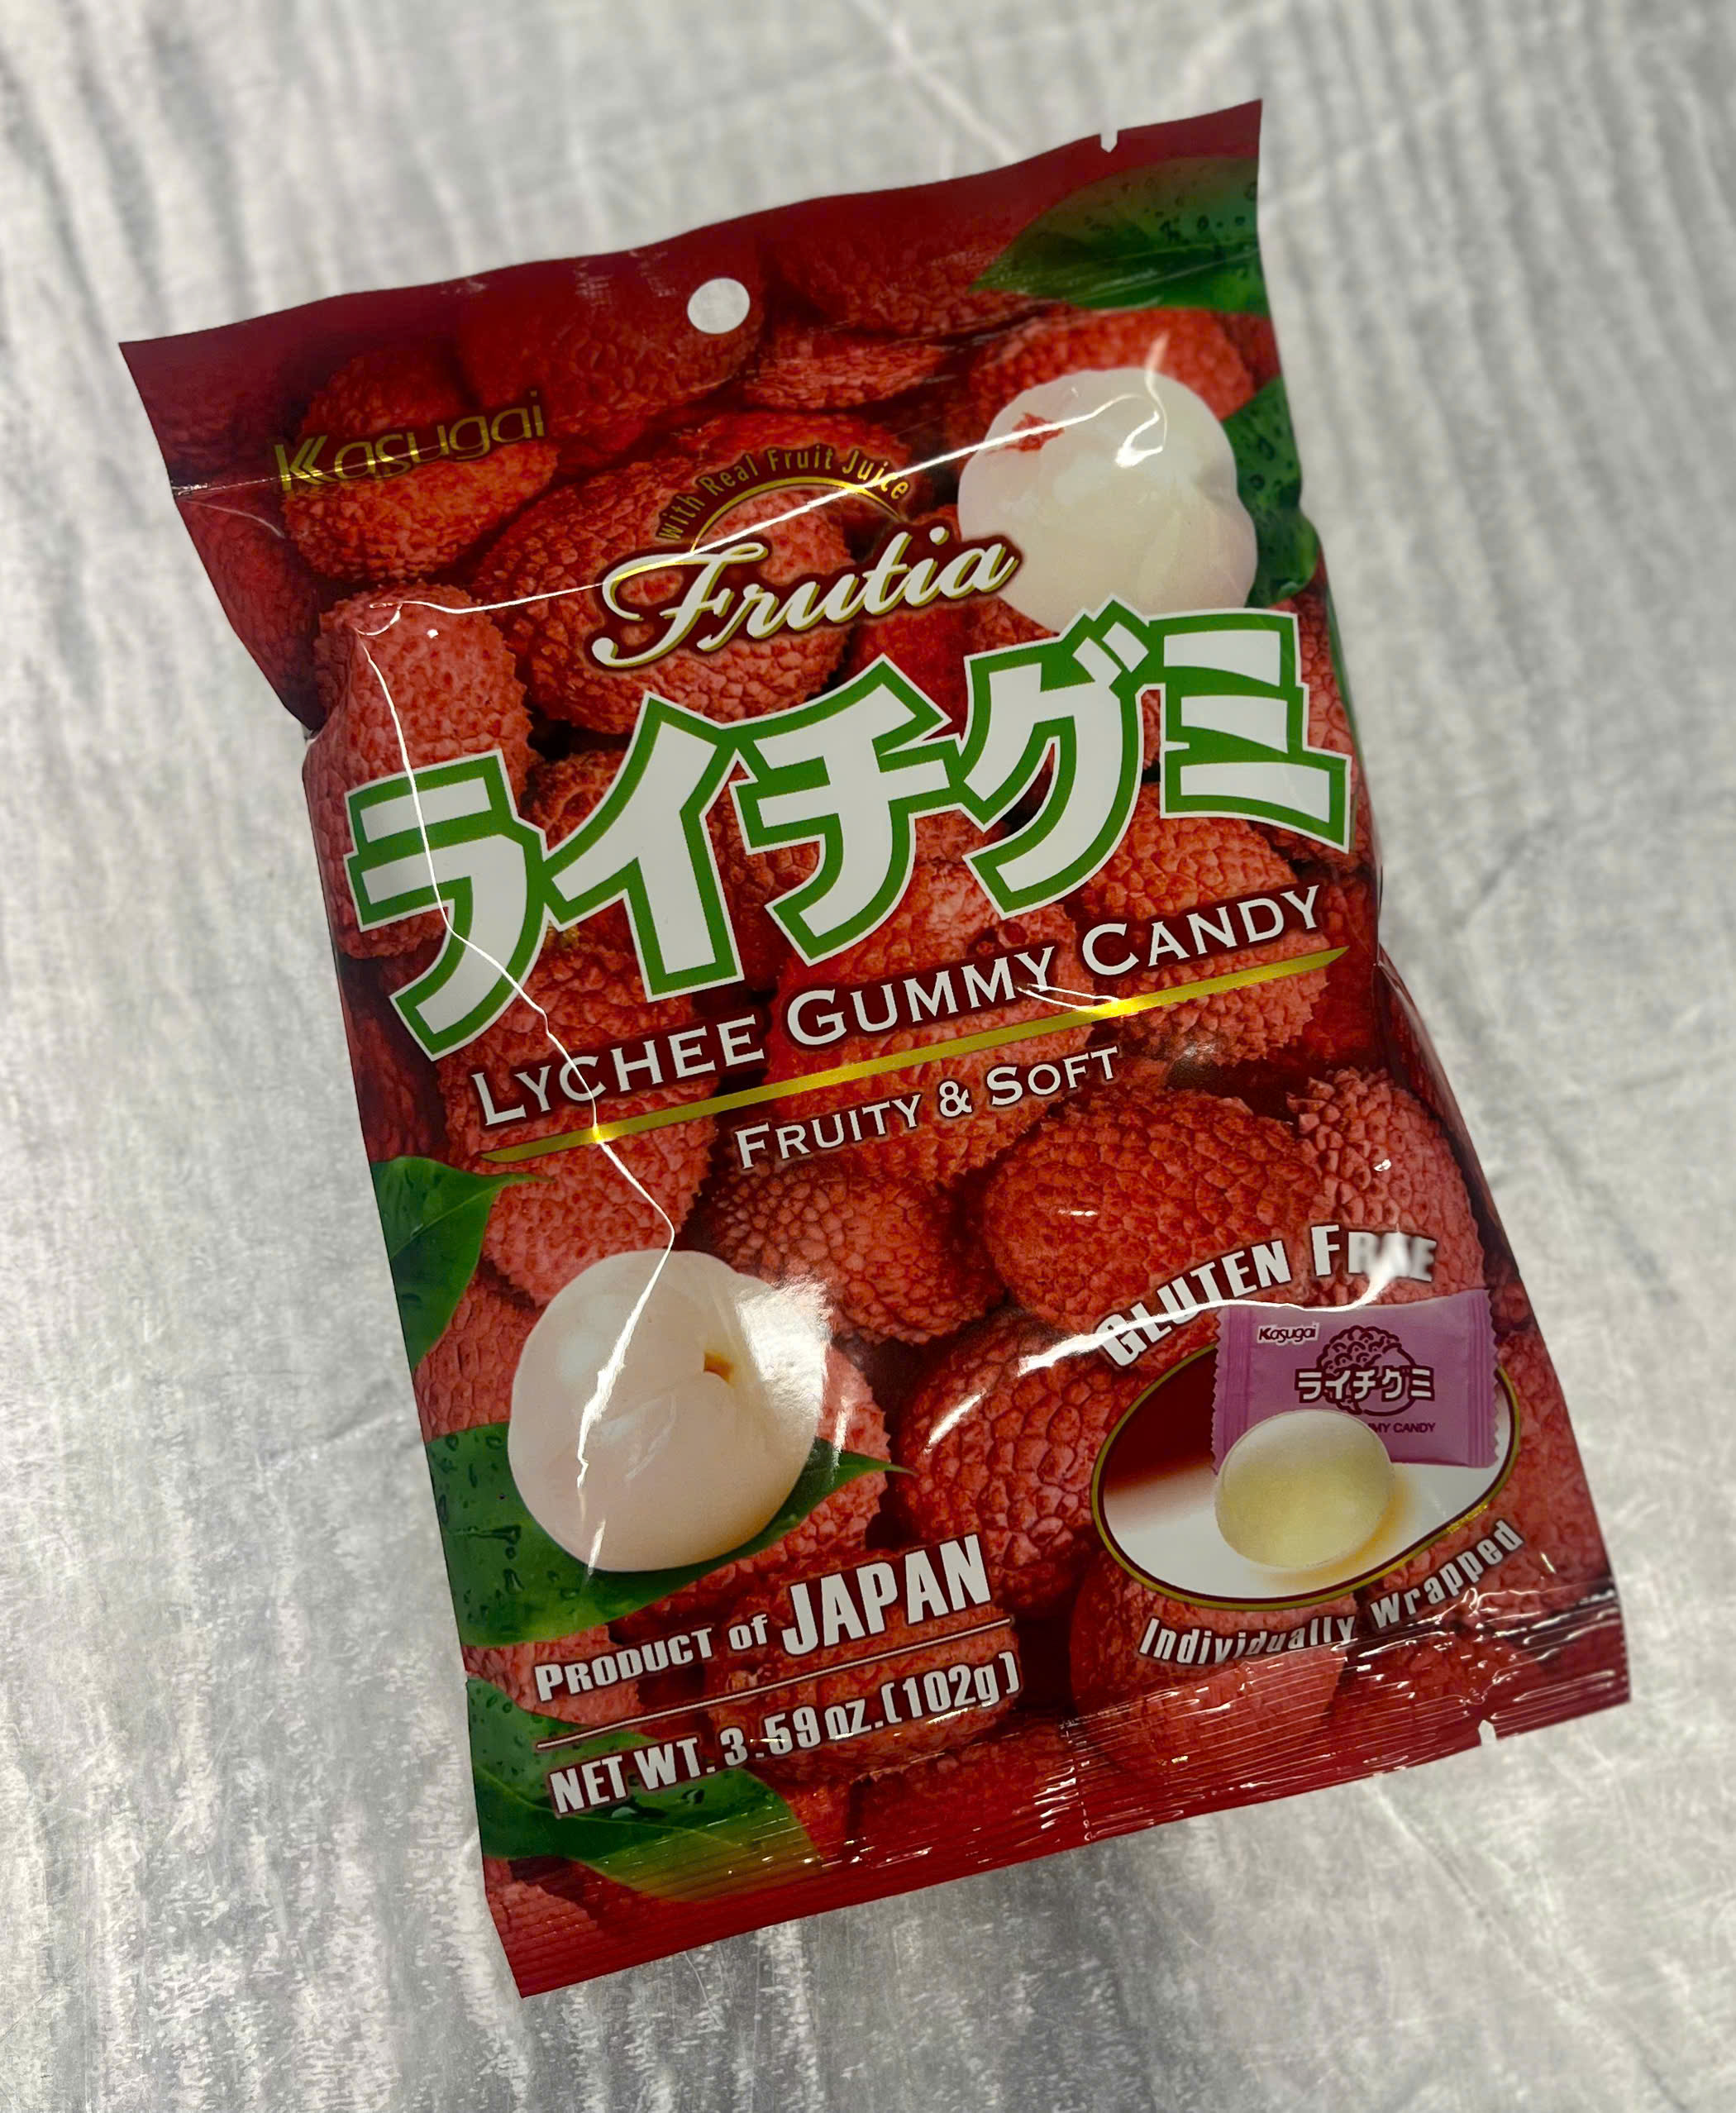 Kasugai
with Real Fruit Juice
Frutia
ライチグミ
LYCHEE GUMMY CANDY
FRUITY & SOFT
GLUTEN FREE
Kasugai
ライチグミ
MY CANDY
Individually Wrapped
PRODUCT of JAPAN
NET WT. 3.59oz.(102g)